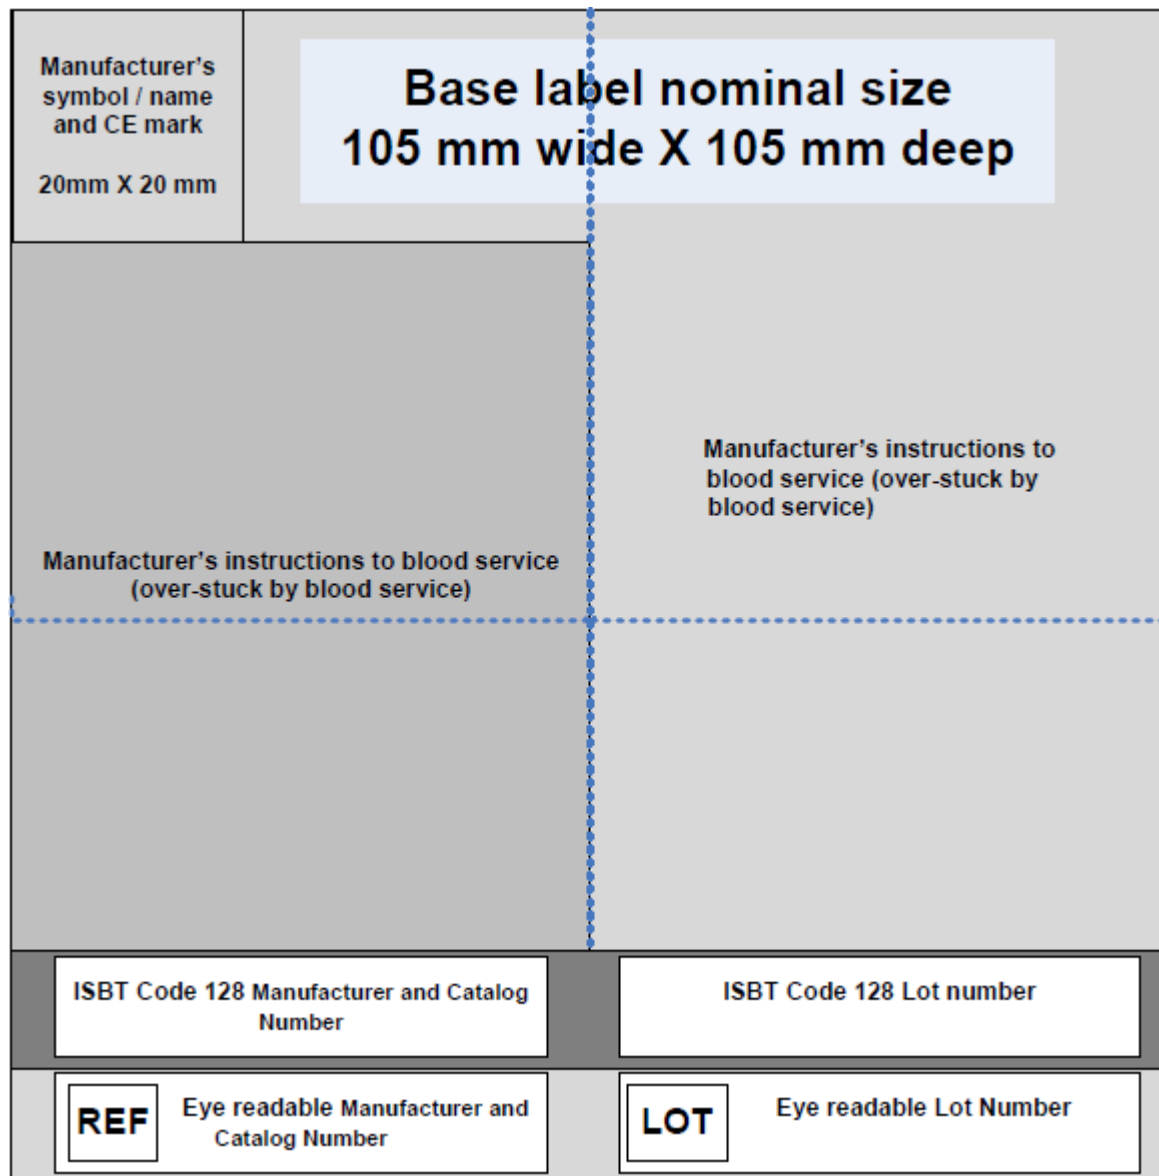 Manufacturer's
symbol / name
and CE mark
20mm X 20 mm
Base label nominal size
105 mm wide X 105 mm deep
Manufacturer's instructions to
blood service (over-stuck by
blood service)
Manufacturer's instructions to blood service
(over-stuck by blood service)
ISBT Code 128 Manufacturer and Catalog
Number
ISBT Code 128 Lot number
REF
Eye readable Manufacturer and
Catalog Number
LOT
Eye readable Lot Number